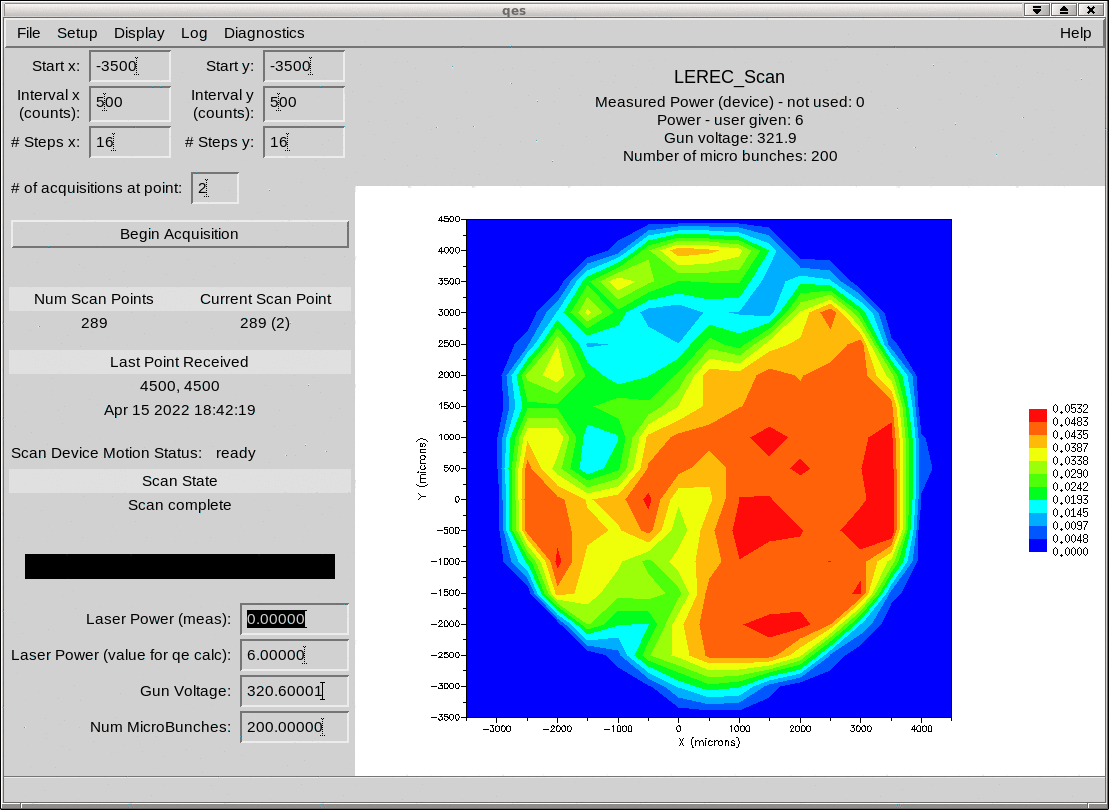 qes
File Setup Display Log Diagnostics Help
Start x: -3500 Start y: -3500
Interval x (counts): 500 Interval y (counts): 500
# Steps x: 16 # Steps y: 16
# of acquisitions at point: 2
Begin Acquisition
Num Scan Points Current Scan Point
289 289 (2)
Last Point Received
4500, 4500
Apr 15 2022 18:42:19
Scan Device Motion Status: ready
Scan State
Scan complete
Laser Power (meas): 0.00000
Laser Power (value for qe calc): 6.00000
Gun Voltage: 320.60001
Num MicroBunches: 200.00000
LEREC_Scan
Measured Power (device) - not used: 0
Power - user given: 6
Gun voltage: 321.9
Number of micro bunches: 200
4500
4000
3500
3000
2500
2000
1500
1000
500
0
-500
-1000
-1500
-2000
-2500
-3000
-3500
Y (microns)
-3000 -2000 -1000 0 1000 2000 3000 4000
X (microns)
0.0532
0.0483
0.0435
0.0387
0.0338
0.0290
0.0242
0.0193
0.0145
0.0097
0.0048
0.0000